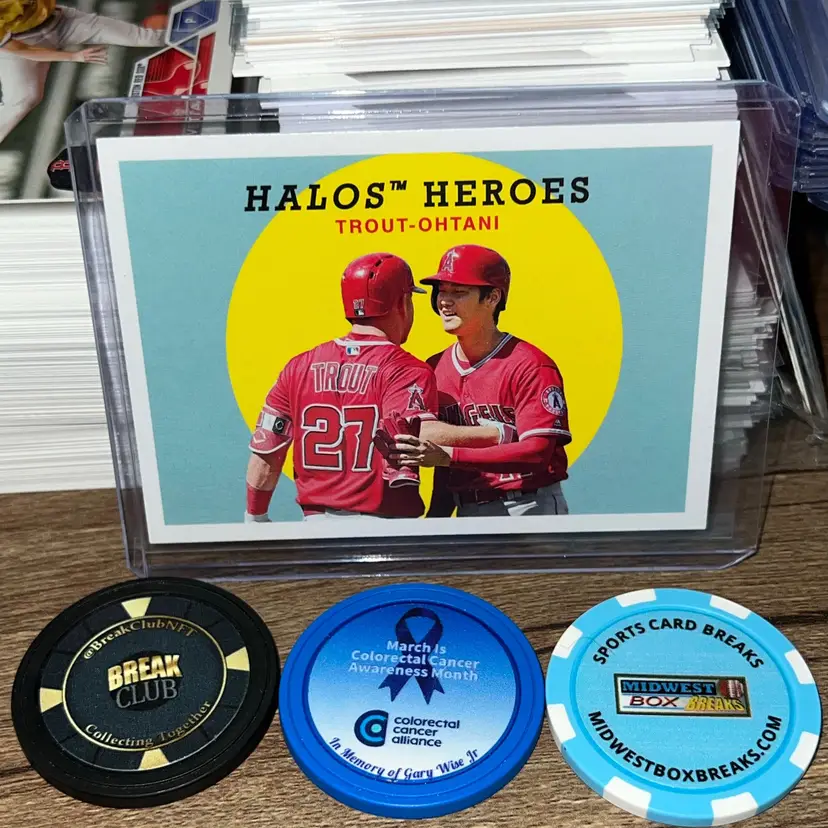 HALOS™ HEROES
TROUT-OHTANI
27
TROUT
27
A
A
@BreakClubNFT
BREAK
CLUB
Collecting Together
March Is
Colorectal Cancer
Awareness Month
colorectal
cancer
alliance
In Memory of Gary Wise Jr
SPORTS CARD BREAKS
MIDWEST
BOX BREAKS
MIDWESTBOXBREAKS.COM